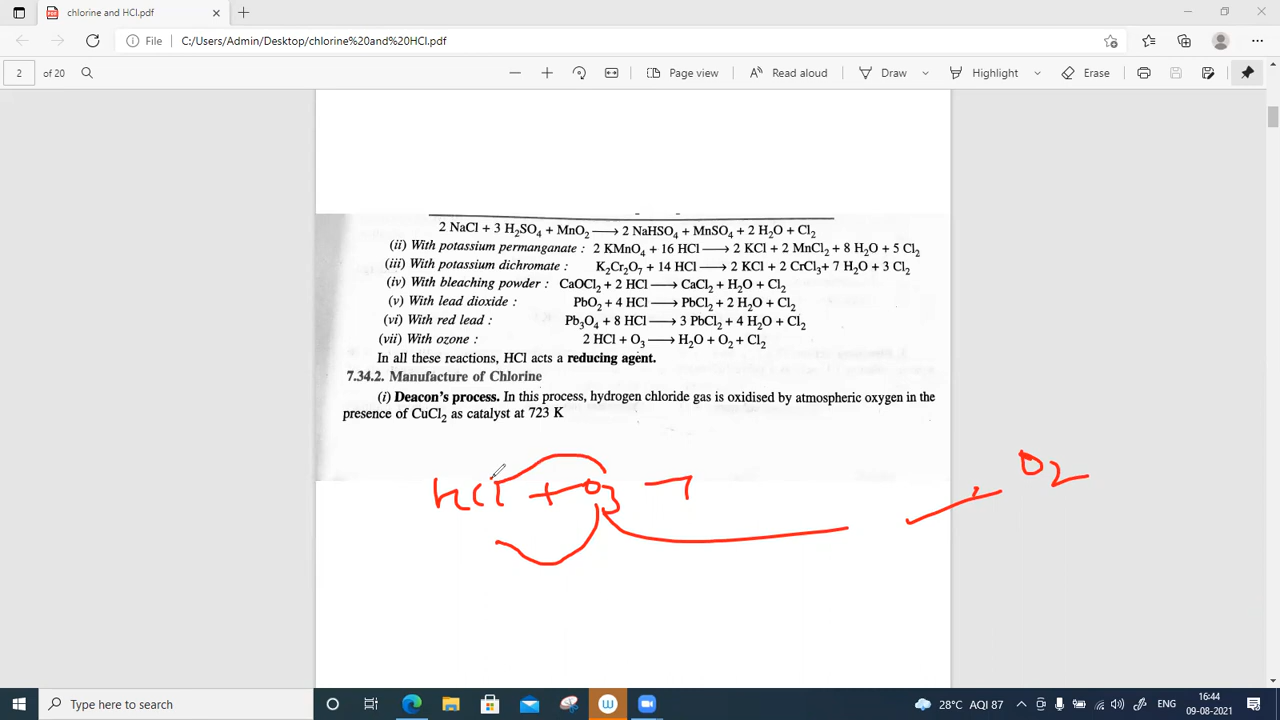 chlorine and HCl.pdf
File C:/Users/Admin/Desktop/chlorine%20and%20HCl.pdf
2 of 20 Page view Read aloud Draw Highlight Erase
2 NaCl + 3 H₂SO₄ + MnO₂ ⟶ 2 NaHSO₄ + MnSO₄ + 2 H₂O + Cl₂
(ii) With potassium permanganate : 2 KMnO₄ + 16 HCl ⟶ 2 KCl + 2 MnCl₂ + 8 H₂O + 5 Cl₂
(iii) With potassium dichromate : K₂Cr₂O₇ + 14 HCl ⟶ 2 KCl + 2 CrCl₃ + 7 H₂O + 3 Cl₂
(iv) With bleaching powder : CaOCl₂ + 2 HCl ⟶ CaCl₂ + H₂O + Cl₂
(v) With lead dioxide : PbO₂ + 4 HCl ⟶ PbCl₂ + 2 H₂O + Cl₂
(vi) With red lead : Pb₃O₄ + 8 HCl ⟶ 3 PbCl₂ + 4 H₂O + Cl₂
(vii) With ozone : 2 HCl + O₃ ⟶ H₂O + O₂ + Cl₂
In all these reactions, HCl acts a reducing agent.
7.34.2. Manufacture of Chlorine
(i) Deacon's process. In this process, hydrogen chloride gas is oxidised by atmospheric oxygen in the
presence of CuCl₂ as catalyst at 723 K
O₂
HCl + O₃
Type here to search
28°C AQI 87 ENG 16:44
09-08-2021